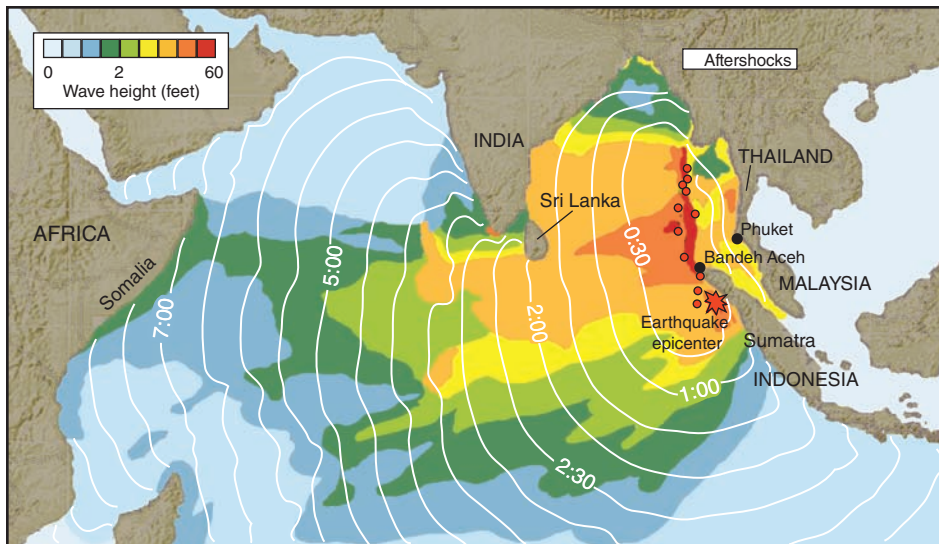 0 2 60
Wave height (feet)
Aftershocks
INDIA
THAILAND
Sri Lanka
AFRICA
Phuket
0:30
Bandeh Aceh
5:00
Somalia
MALAYSIA
7:00
2:00
Earthquake
epicenter
Sumatra
INDONESIA
1:00
2:30